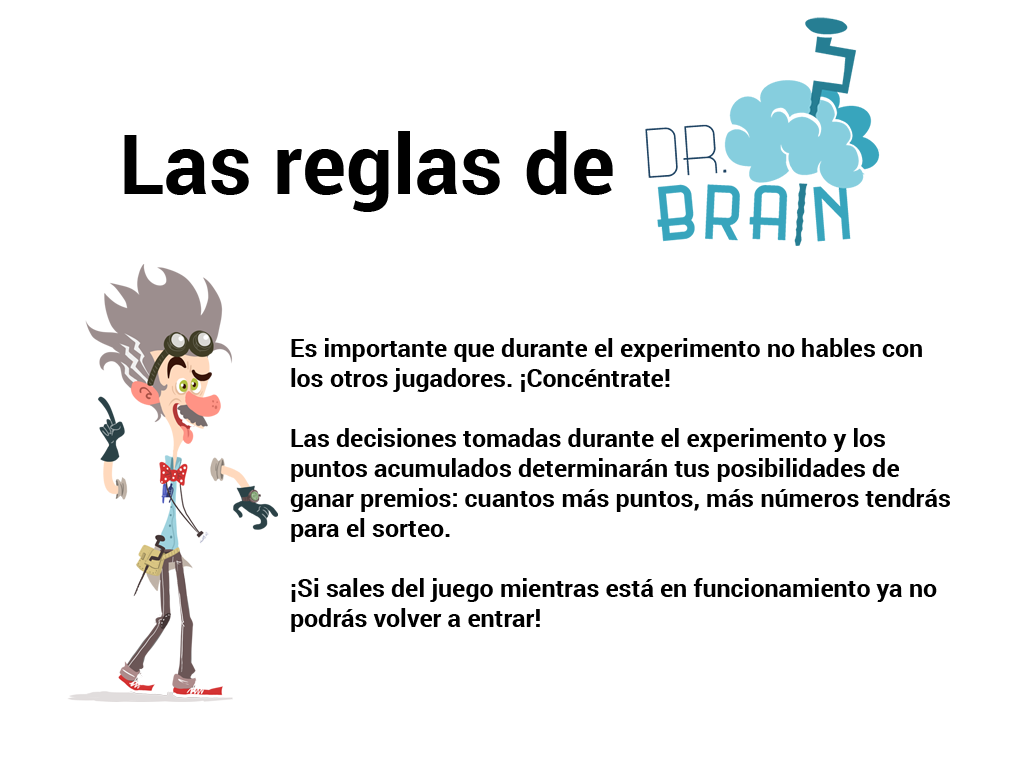 Las reglas de
DR.
BRAIN
Es importante que durante el experimento no hables con
los otros jugadores. ¡Concéntrate!
Las decisiones tomadas durante el experimento y los
puntos acumulados determinarán tus posibilidades de
ganar premios: cuantos más puntos, más números tendrás
para el sorteo.
¡Si sales del juego mientras está en funcionamiento ya no
podrás volver a entrar!